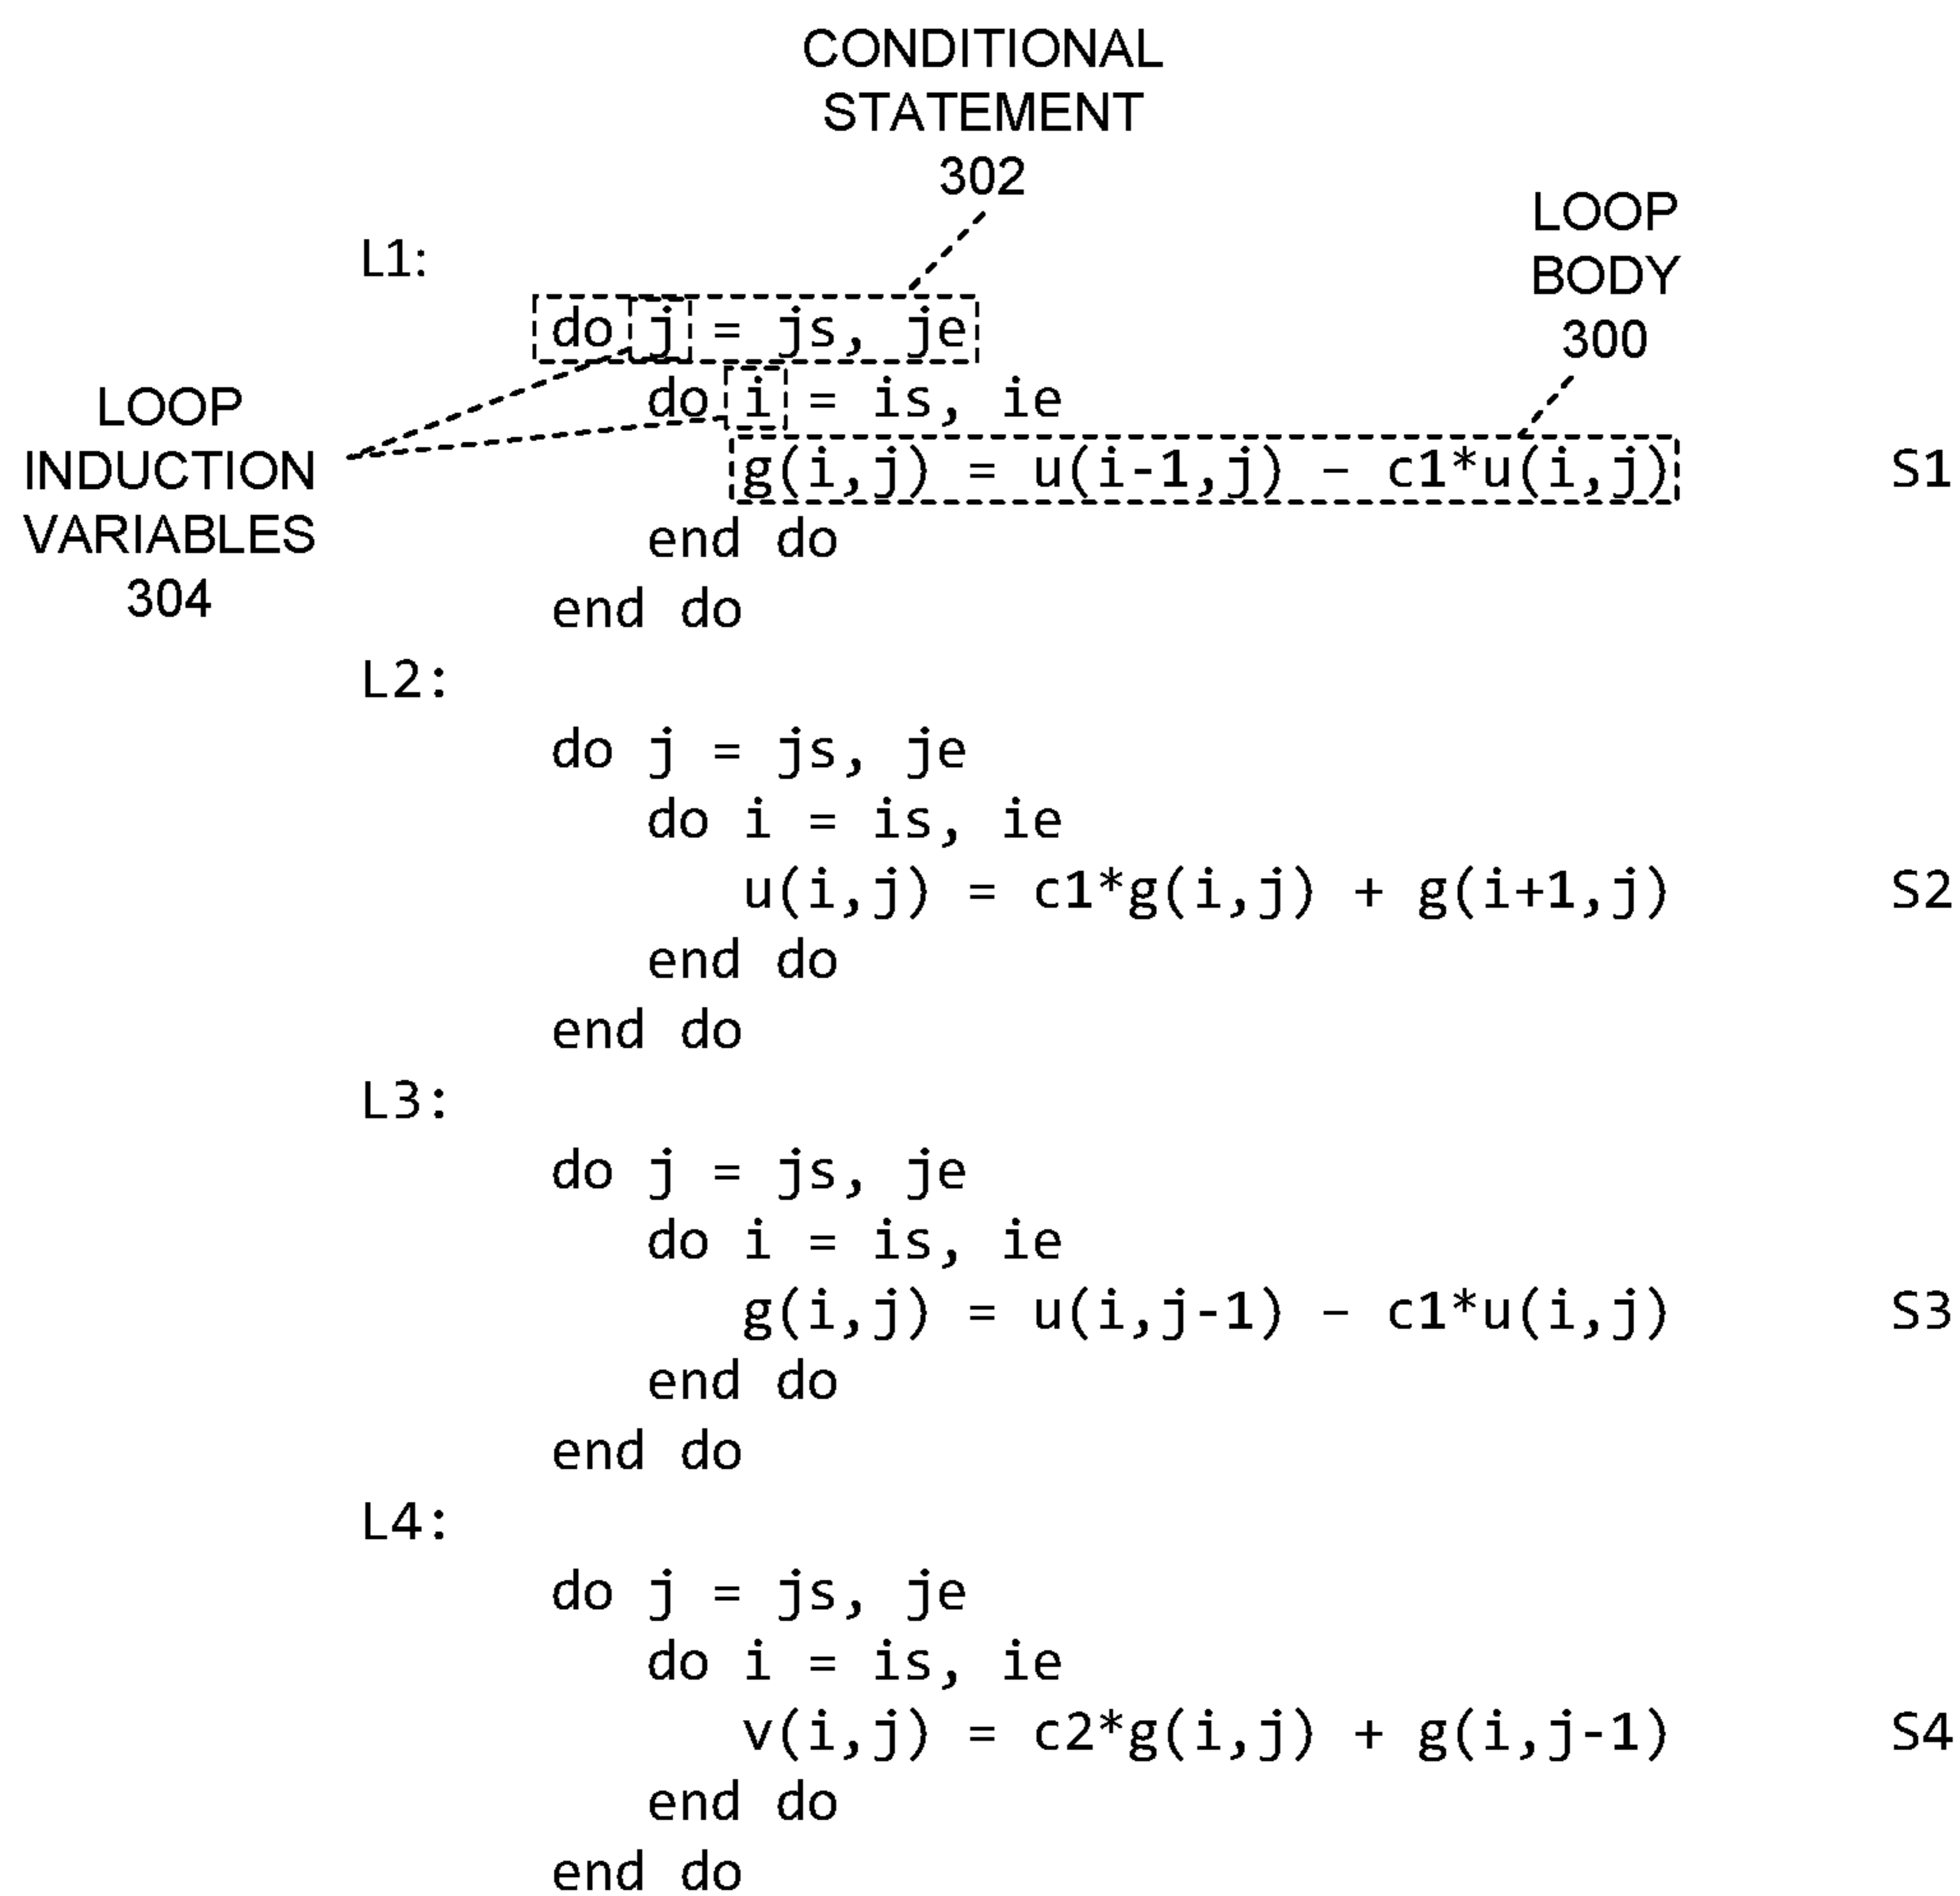 CONDITIONAL
STATEMENT
302
LOOP
BODY
300
L1:
do j = js, je
LOOP
INDUCTION
VARIABLES
304
do i = is, ie
g(i,j) = u(i-1,j) – c1*u(i,j) S1
end do
end do
L2:
do j = js, je
do i = is, ie
u(i,j) = c1*g(i,j) + g(i+1,j) S2
end do
end do
L3:
do j = js, je
do i = is, ie
g(i,j) = u(i,j-1) – c1*u(i,j) S3
end do
end do
L4:
do j = js, je
do i = is, ie
v(i,j) = c2*g(i,j) + g(i,j-1) S4
end do
end do